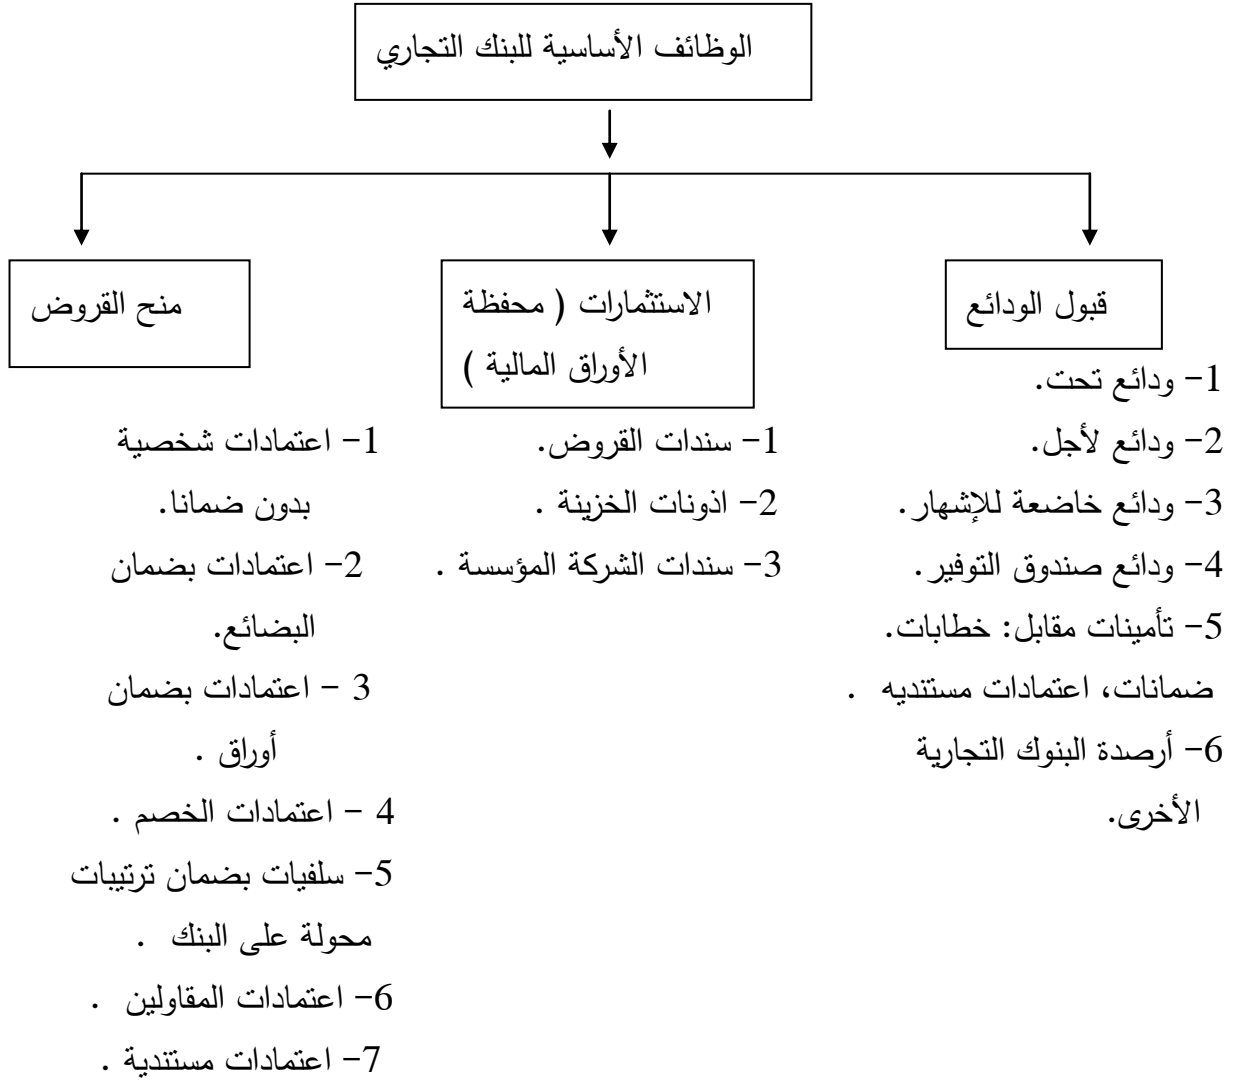 الوظائف الأساسية للبنك التجاري
قبول الودائع
1- ودائع تحت.
2- ودائع لأجل.
3- ودائع خاضعة للإشهار.
4- ودائع صندوق التوفير.
5- تأمينات مقابل: خطابات.
ضمانات، اعتمادات مستنديه .
6- أرصدة البنوك التجارية
الأخرى.
الاستثمارات ( محفظة
الأوراق المالية )
1- سندات القروض.
2- اذونات الخزينة .
3- سندات الشركة المؤسسة .
منح القروض
1- اعتمادات شخصية
بدون ضمانا.
2- اعتمادات بضمان
البضائع.
3 - اعتمادات بضمان
أوراق .
4 - اعتمادات الخصم .
5- سلفيات بضمان ترتيبات
محولة على البنك .
6- اعتمادات المقاولين .
7- اعتمادات مستندية .